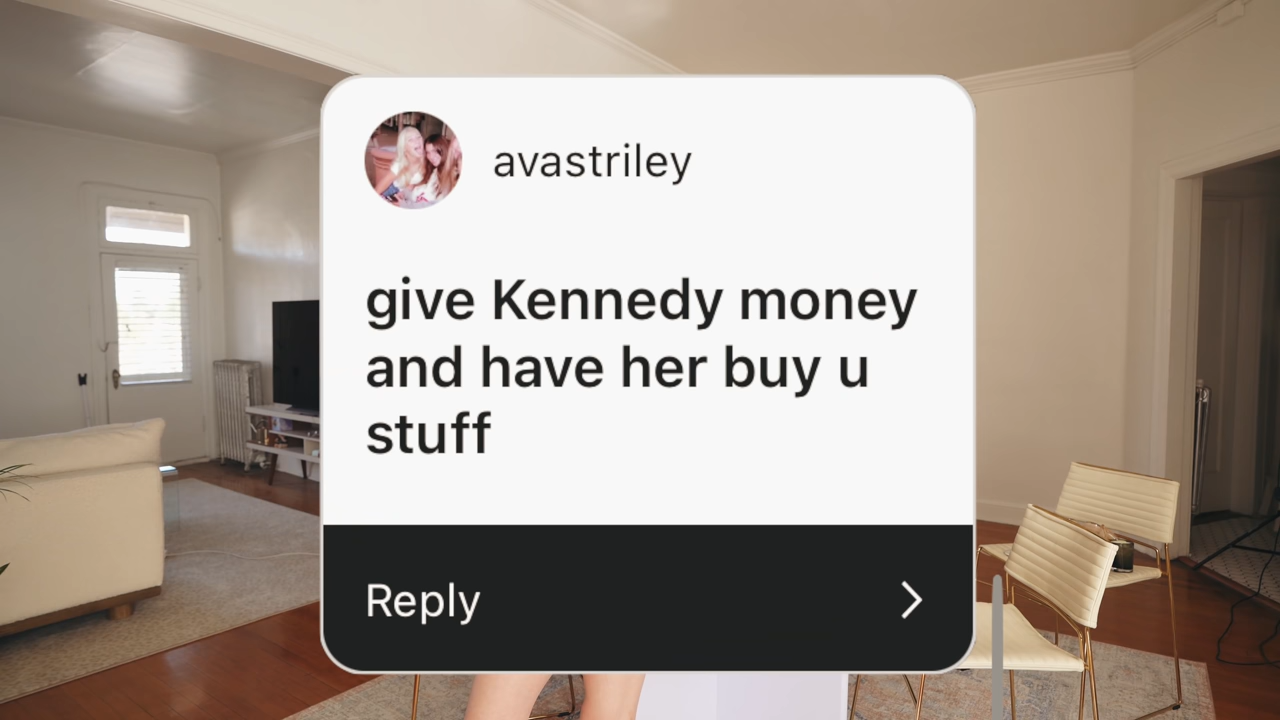 avastriley
give Kennedy money
and have her buy u
stuff
Reply